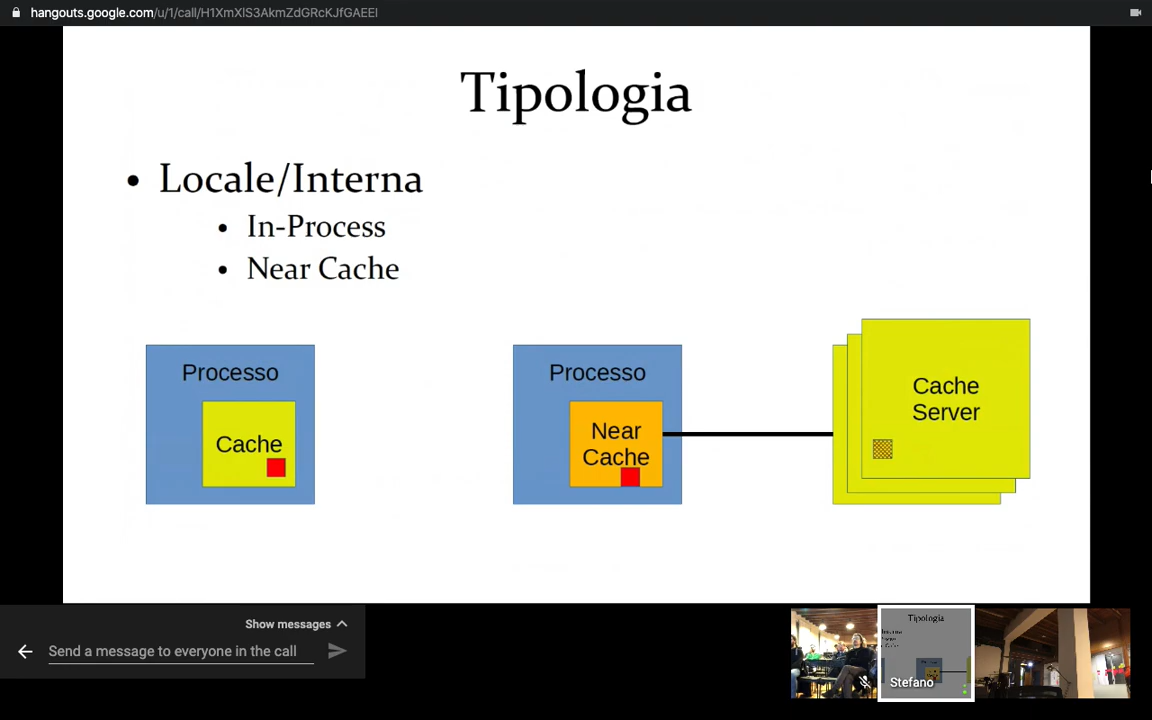 hangouts.google.com/u/1/call/H1XmXlS3AkmZdGRcKJfGAEEI
Tipologia
• Locale/Interna
• In-Process
• Near Cache
Processo
Cache
Processo
Near
Cache
Cache
Server
Show messages
Send a message to everyone in the call
Tipologia
Stefano